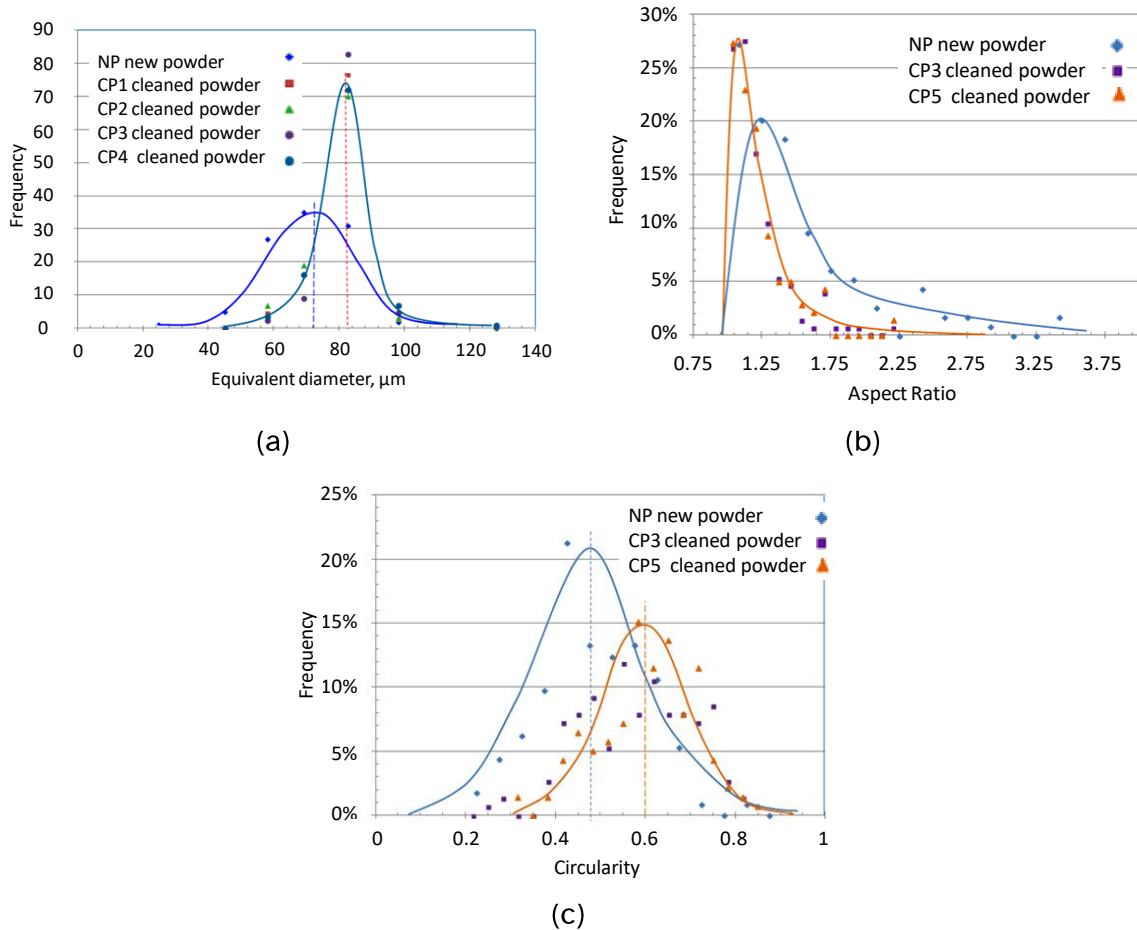 90
80
70
60
50
40
30
20
10
0
Frequency
NP new powder
CP1 cleaned powder
CP2 cleaned powder
CP3 cleaned powder
CP4 cleaned powder
0 20 40 60 80 100 120 140
Equivalent diameter, µm
(a)
30%
25%
20%
15%
10%
5%
0%
Frequency
NP new powder
CP3 cleaned powder
CP5 cleaned powder
0.75 1.25 1.75 2.25 2.75 3.25 3.75
Aspect Ratio
(b)
25%
20%
15%
10%
5%
0%
Frequency
NP new powder
CP3 cleaned powder
CP5 cleaned powder
0 0.2 0.4 0.6 0.8 1
Circularity
(c)